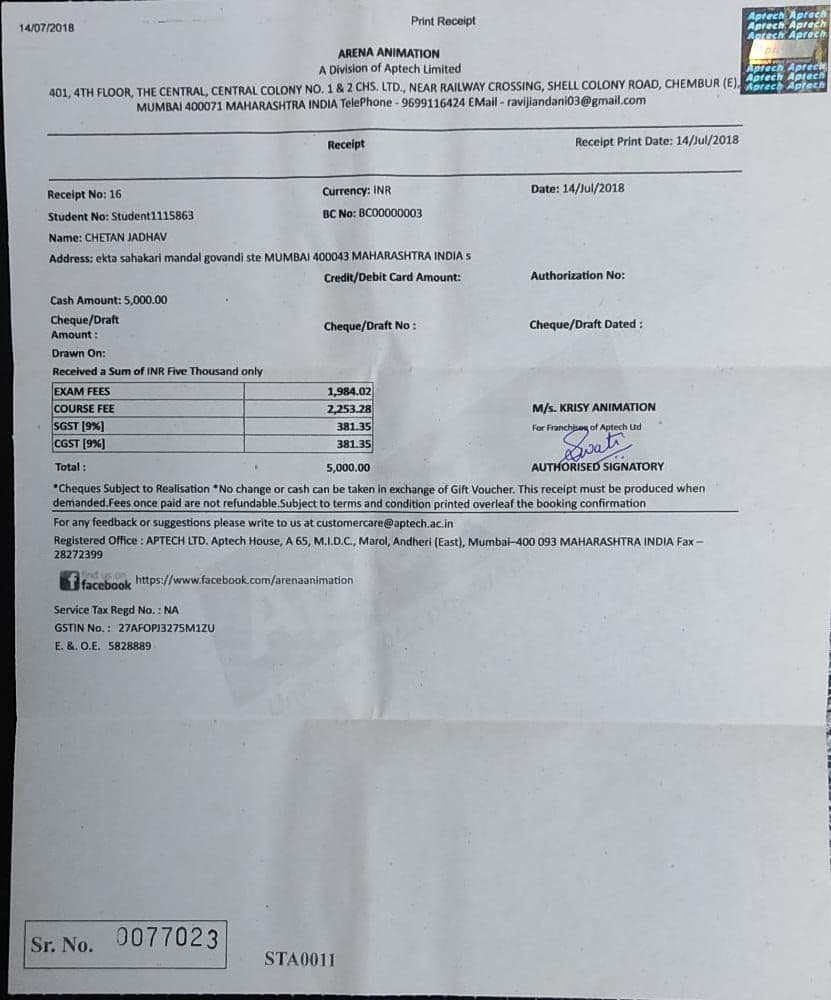 14/07/2018
Print Receipt
Aptech Aptech
Aptech Aptech
Aptech Aptech
Aptech Aptech
Aptech Aptech
Aptech Aptech
ARENA ANIMATION
A Division of Aptech Limited
401, 4TH FLOOR, THE CENTRAL, CENTRAL COLONY NO. 1 & 2 CHS. LTD., NEAR RAILWAY CROSSING, SHELL COLONY ROAD, CHEMBUR (E),
MUMBAI 400071 MAHARASHTRA INDIA TelePhone - 9699116424 EMail - ravijiandani03@gmail.com
Receipt
Receipt Print Date: 14/Jul/2018
Receipt No: 16 Currency: INR Date: 14/Jul/2018
Student No: Student1115863 BC No: BC00000003
Name: CHETAN JADHAV
Address: ekta sahakari mandal govandi ste MUMBAI 400043 MAHARASHTRA INDIA s
Credit/Debit Card Amount: Authorization No:
Cash Amount: 5,000.00
Cheque/Draft
Amount :
Cheque/Draft No : Cheque/Draft Dated :
Drawn On:
Received a Sum of INR Five Thousand only
EXAM FEES 1,984.02
COURSE FEE 2,253.28
SGST [9%] 381.35
CGST [9%] 381.35
Total : 5,000.00
M/s. KRISY ANIMATION
For Franchisee of Aptech Ltd
Swati
AUTHORISED SIGNATORY
*Cheques Subject to Realisation *No change or cash can be taken in exchange of Gift Voucher. This receipt must be produced when
demanded.Fees once paid are not refundable.Subject to terms and condition printed overleaf the booking confirmation
For any feedback or suggestions please write to us at customercare@aptech.ac.in
Registered Office : APTECH LTD. Aptech House, A 65, M.I.D.C., Marol, Andheri (East), Mumbai–400 093 MAHARASHTRA INDIA Fax –
28272399
find us on
facebook https://www.facebook.com/arenaanimation
Service Tax Regd No. : NA
GSTIN No. : 27AFOPJ3275M1ZU
E. &. O.E. 5828889
Sr. No. 0077023
STA0011